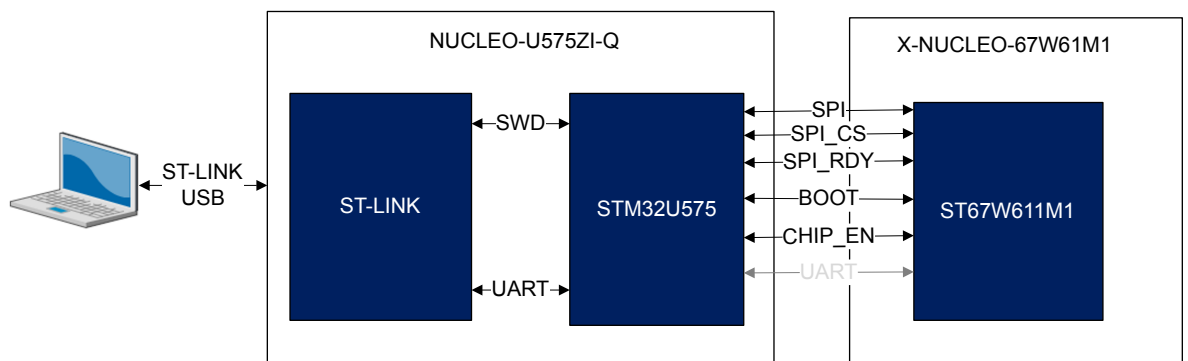 NUCLEO-U575ZI-Q
X-NUCLEO-67W61M1
ST-LINK
USB
ST-LINK
SWD
UART
STM32U575
SPI
SPI_CS
SPI_RDY
BOOT
CHIP_EN
UART
ST67W611M1